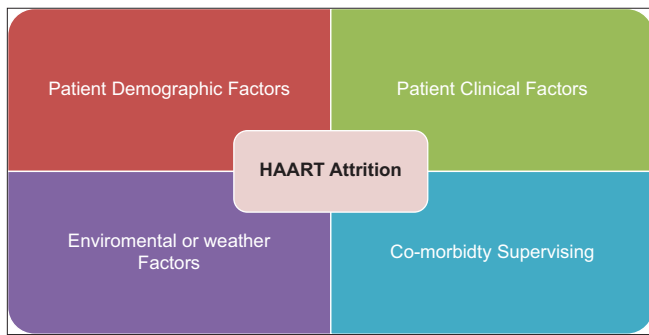 Patient Demographic Factors
Patient Clinical Factors
HAART Attrition
Enviromental or weather
Factors
Co-morbidty Supervising